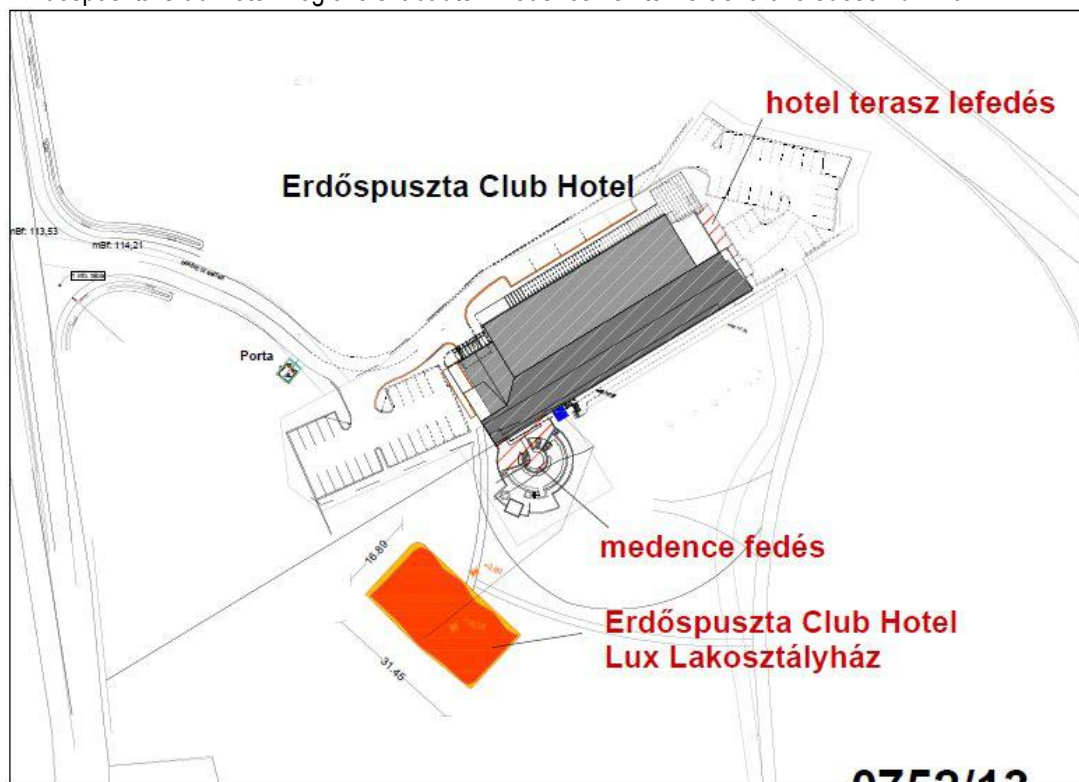 hotel terasz lefedés
Erdőspuszta Club Hotel
mBf: 113,53
mBf: 114,21
Porta
medence fedés
16.89
31.45
Erdőspuszta Club Hotel
Lux Lakosztályház